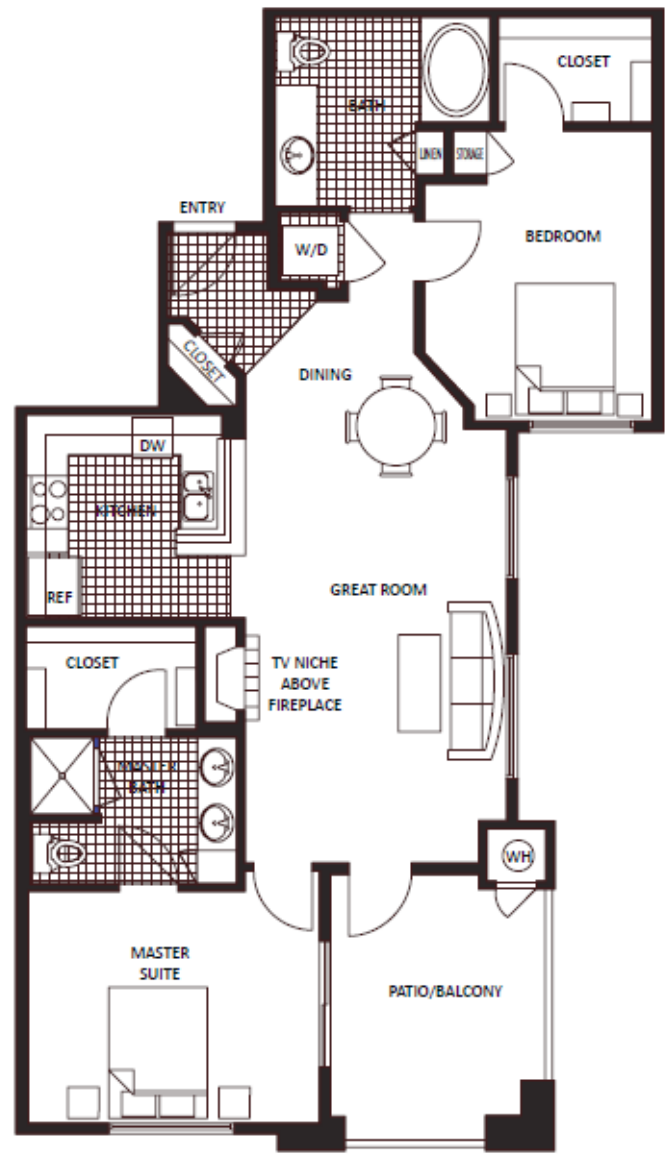 CLOSET
BATH
LINEN
STORAGE
ENTRY
BEDROOM
W/D
CLOSET
DINING
DW
KITCHEN
REF
GREAT ROOM
CLOSET
TV NICHE
ABOVE
FIREPLACE
MASTER
BATH
WH
MASTER
SUITE
PATIO/BALCONY